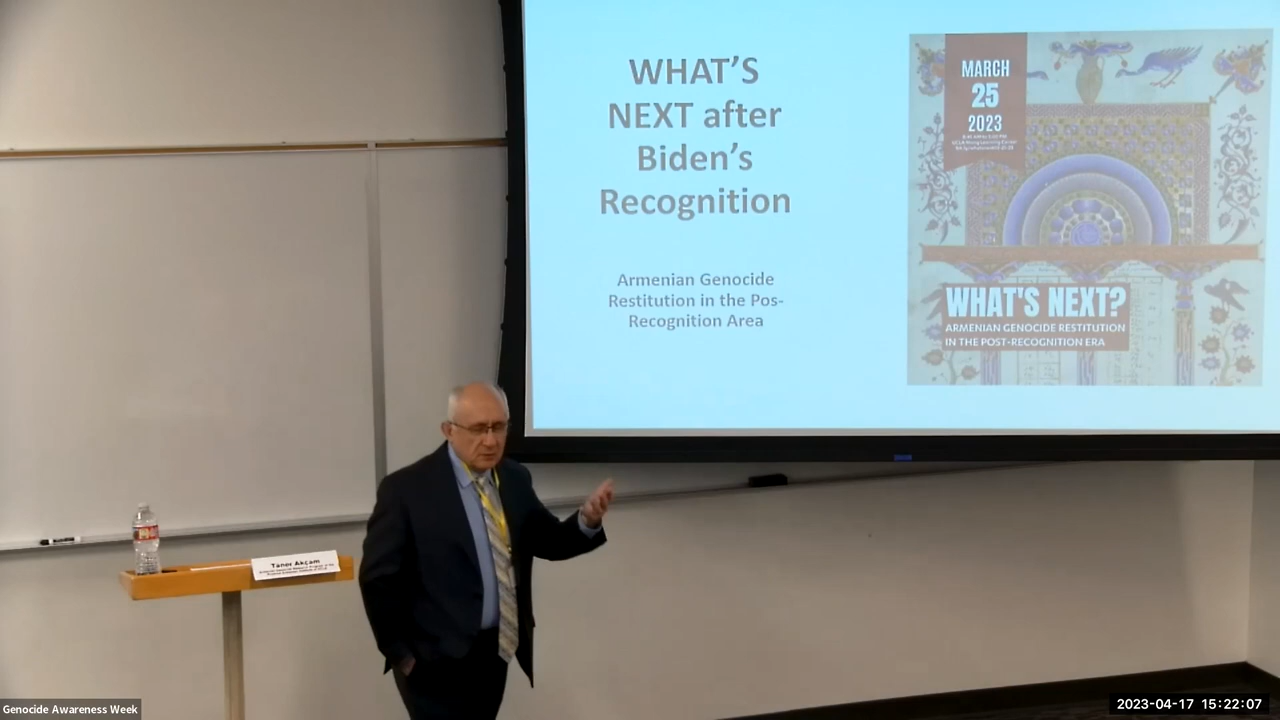 WHAT'S
NEXT after
Biden's
Recognition
Armenian Genocide
Restitution in the Pos-
Recognition Area
MARCH
25
2023
WHAT'S NEXT?
ARMENIAN GENOCIDE RESTITUTION
IN THE POST-RECOGNITION ERA
Taner Akçam
Genocide Awareness Week
2023-04-17 15:22:07